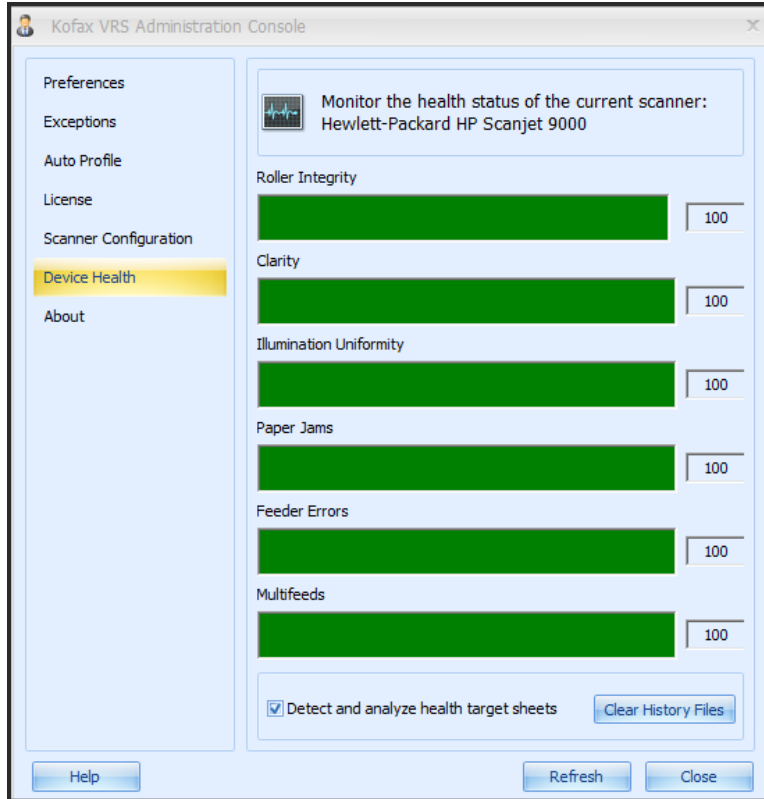 Kofax VRS Administration Console
Preferences
Exceptions
Auto Profile
License
Scanner Configuration
Device Health
About
Monitor the health status of the current scanner:
Hewlett-Packard HP Scanjet 9000
Roller Integrity
100
Clarity
100
Illumination Uniformity
100
Paper Jams
100
Feeder Errors
100
Multifeeds
100
Detect and analyze health target sheets
Clear History Files
Help
Refresh
Close